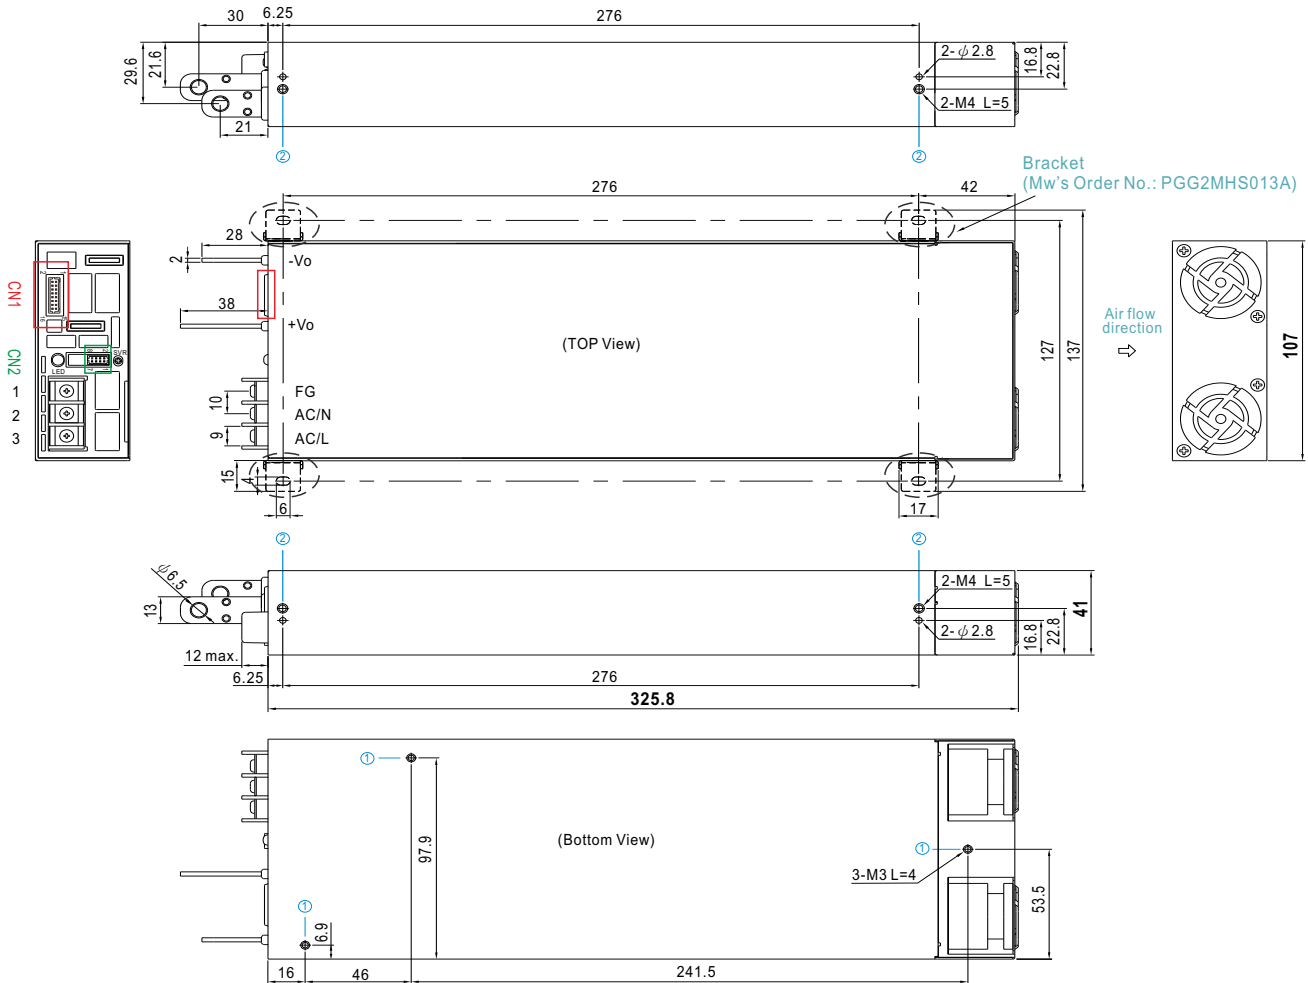 30
6.25
276
29.6
21.6
2-ϕ2.8
16.8
22.8
2-M4 L=5
21
②
②
Bracket
(Mw's Order No.: PGG2MHS013A)
276
42
28
2
-Vo
38
+Vo
(TOP View)
Air flow
direction
127
137
107
CN1
CN2
2
1
SVR
LED
1
2
3
10
9
FG
AC/N
AC/L
15
4
6
17
②
②
ϕ6.5
13
2-M4 L=5
2-ϕ2.8
16.8
22.8
41
12 max.
6.25
276
325.8
①
97.9
(Bottom View)
①
3-M3 L=4
53.5
①
6.9
16
46
241.5